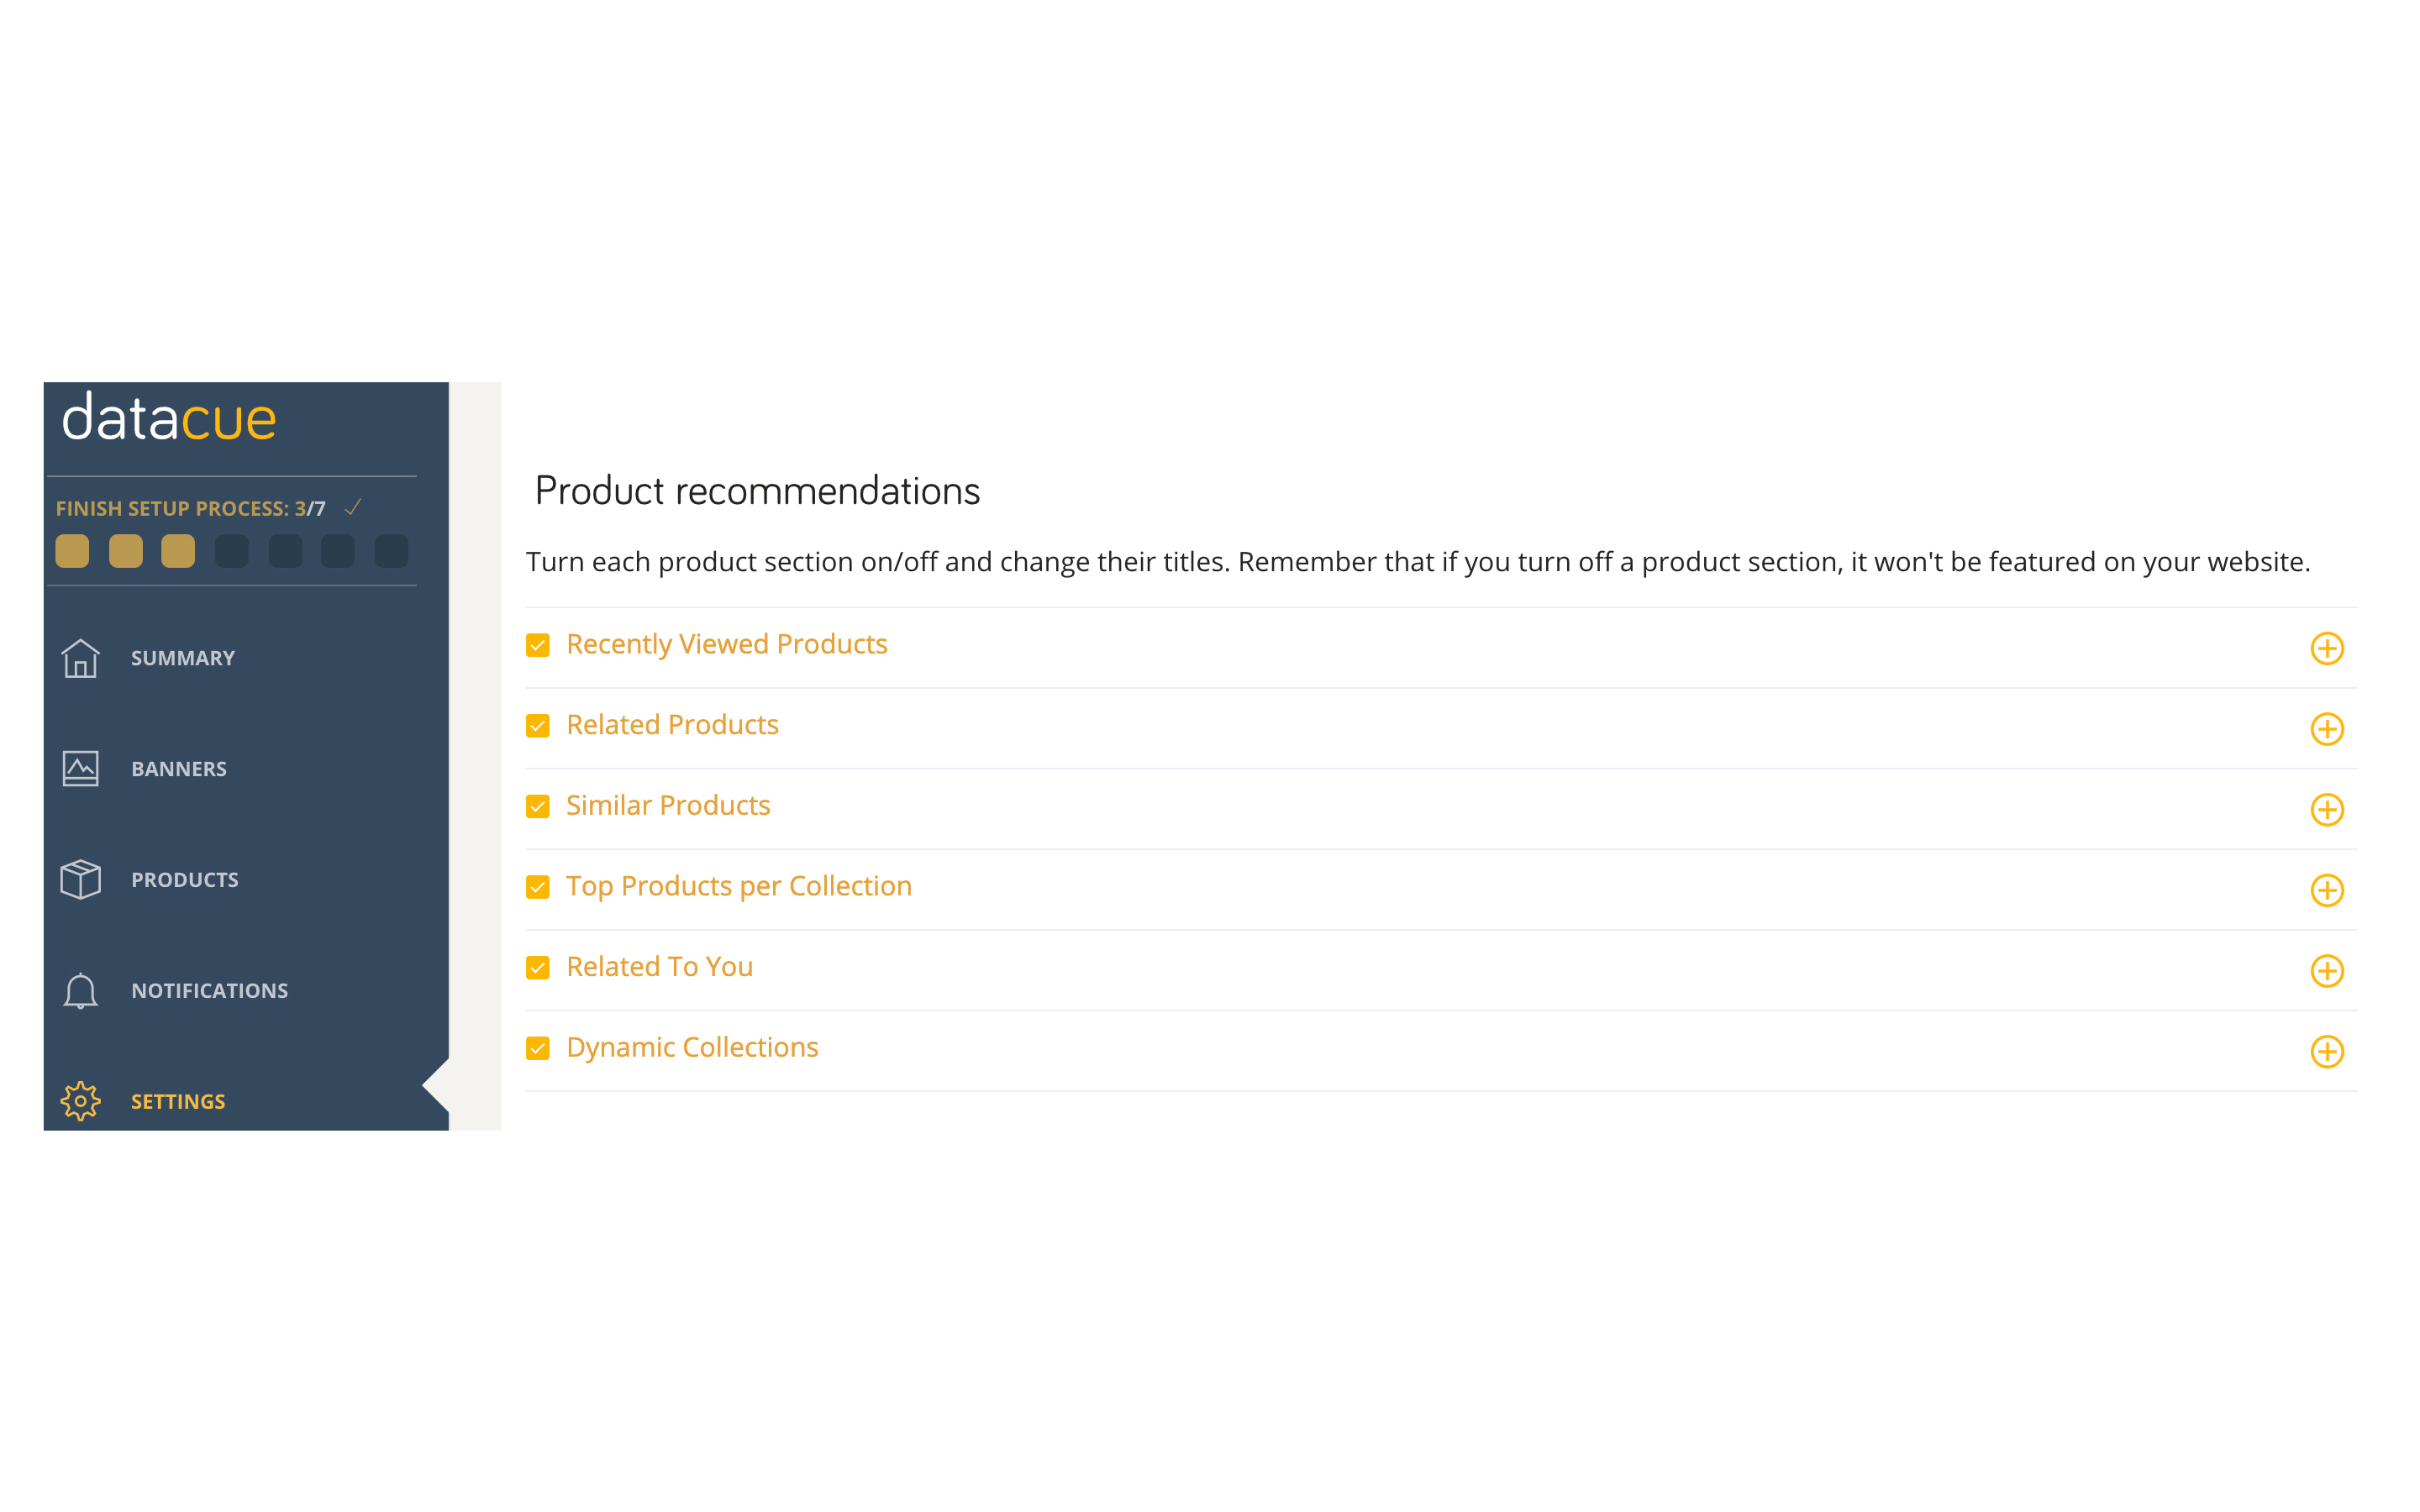 datacue
FINISH SETUP PROCESS: 3/7
SUMMARY
BANNERS
PRODUCTS
NOTIFICATIONS
SETTINGS
Product recommendations
Turn each product section on/off and change their titles. Remember that if you turn off a product section, it won't be featured on your website.
Recently Viewed Products
Related Products
Similar Products
Top Products per Collection
Related To You
Dynamic Collections